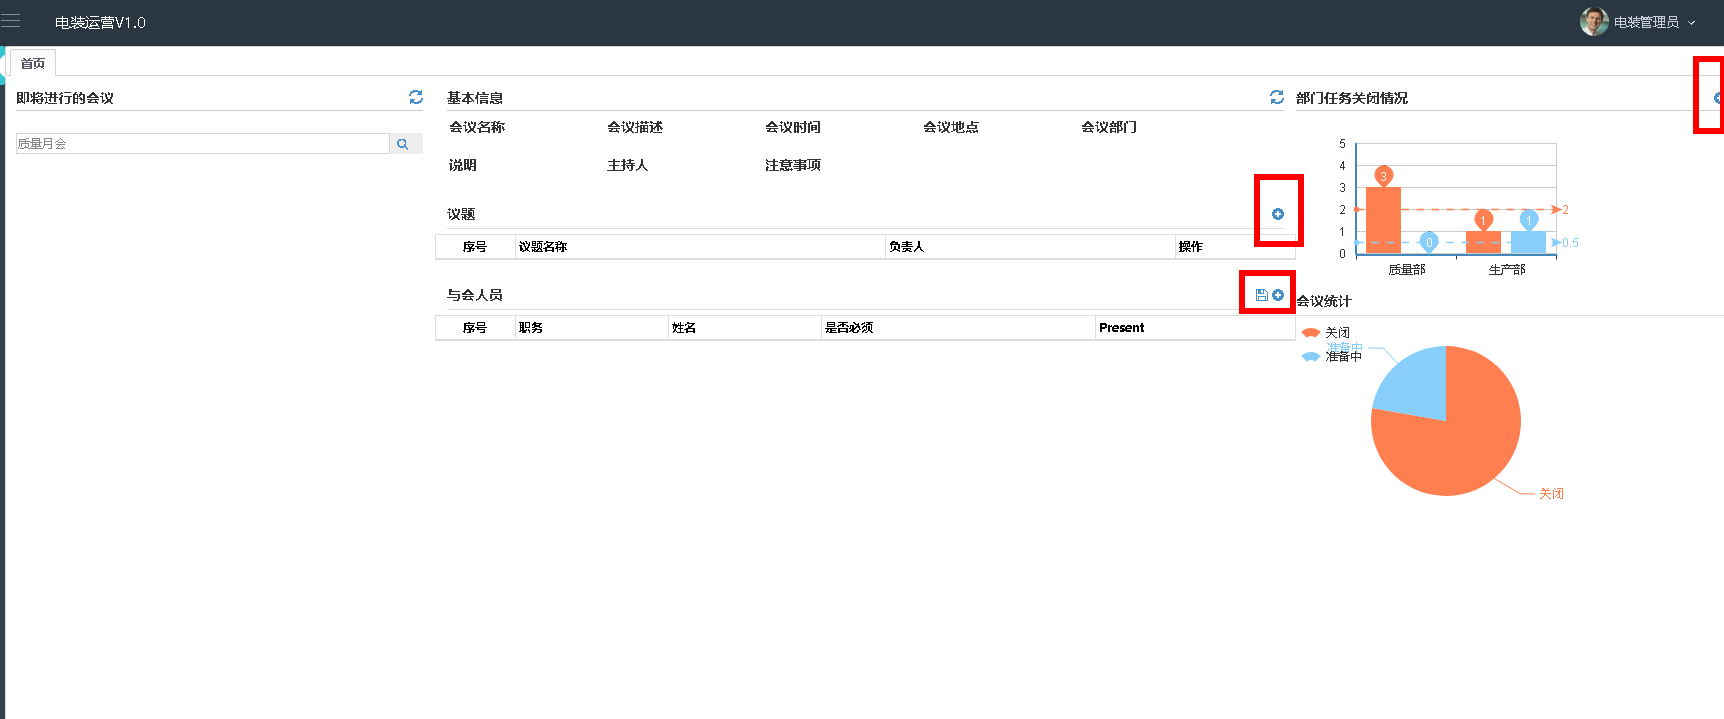 电装运营V1.0
电装管理员
首页
即将进行的会议
质量月会
基本信息
会议名称 会议描述 会议时间 会议地点 会议部门
说明 主持人 注意事项
议题
序号 议题名称 负责人 操作
与会人员
序号 职务 姓名 是否必须 Present
部门任务关闭情况
5
4
3
2
1
0
3
0
1
1
2
0.5
质量部 生产部
会议统计
关闭
准备中
准备中
关闭